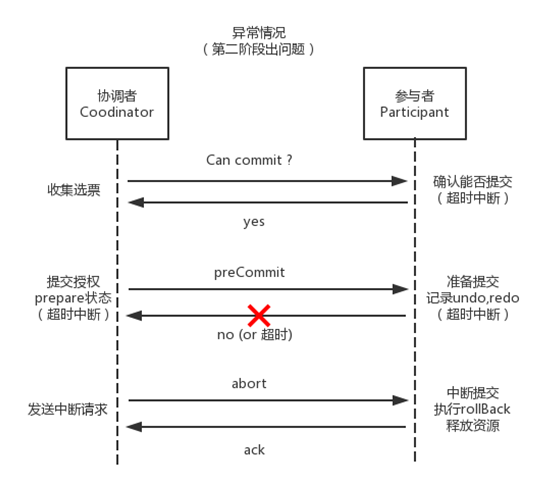 异常情况
（第二阶段出问题）
协调者
Coodinator
参与者
Participant
Can commit ?
收集选票
确认能否提交
（超时中断）
yes
提交授权
prepare状态
（超时中断）
preCommit
准备提交
记录undo,redo
（超时中断）
no (or 超时)
abort
发送中断请求
中断提交
执行rollBack
释放资源
ack